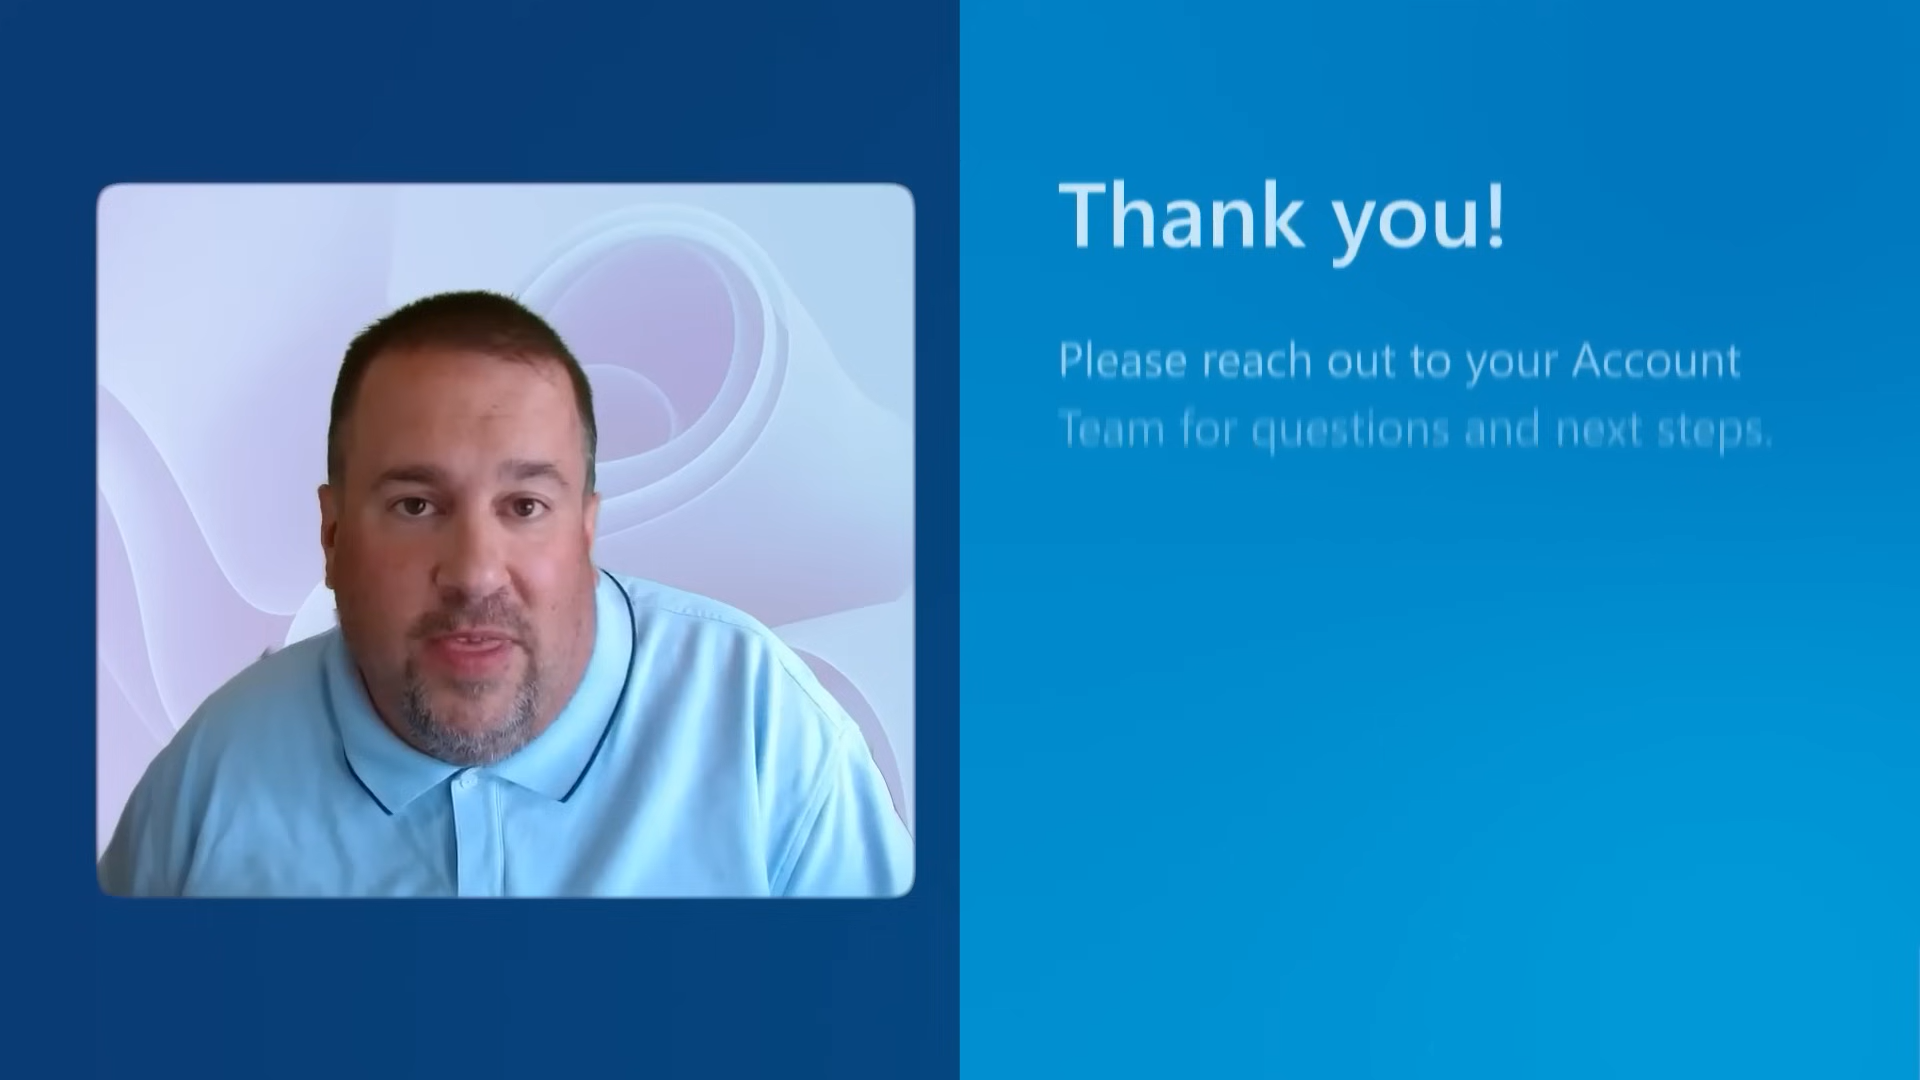 Thank you!
Please reach out to your Account
Team for questions and next steps.